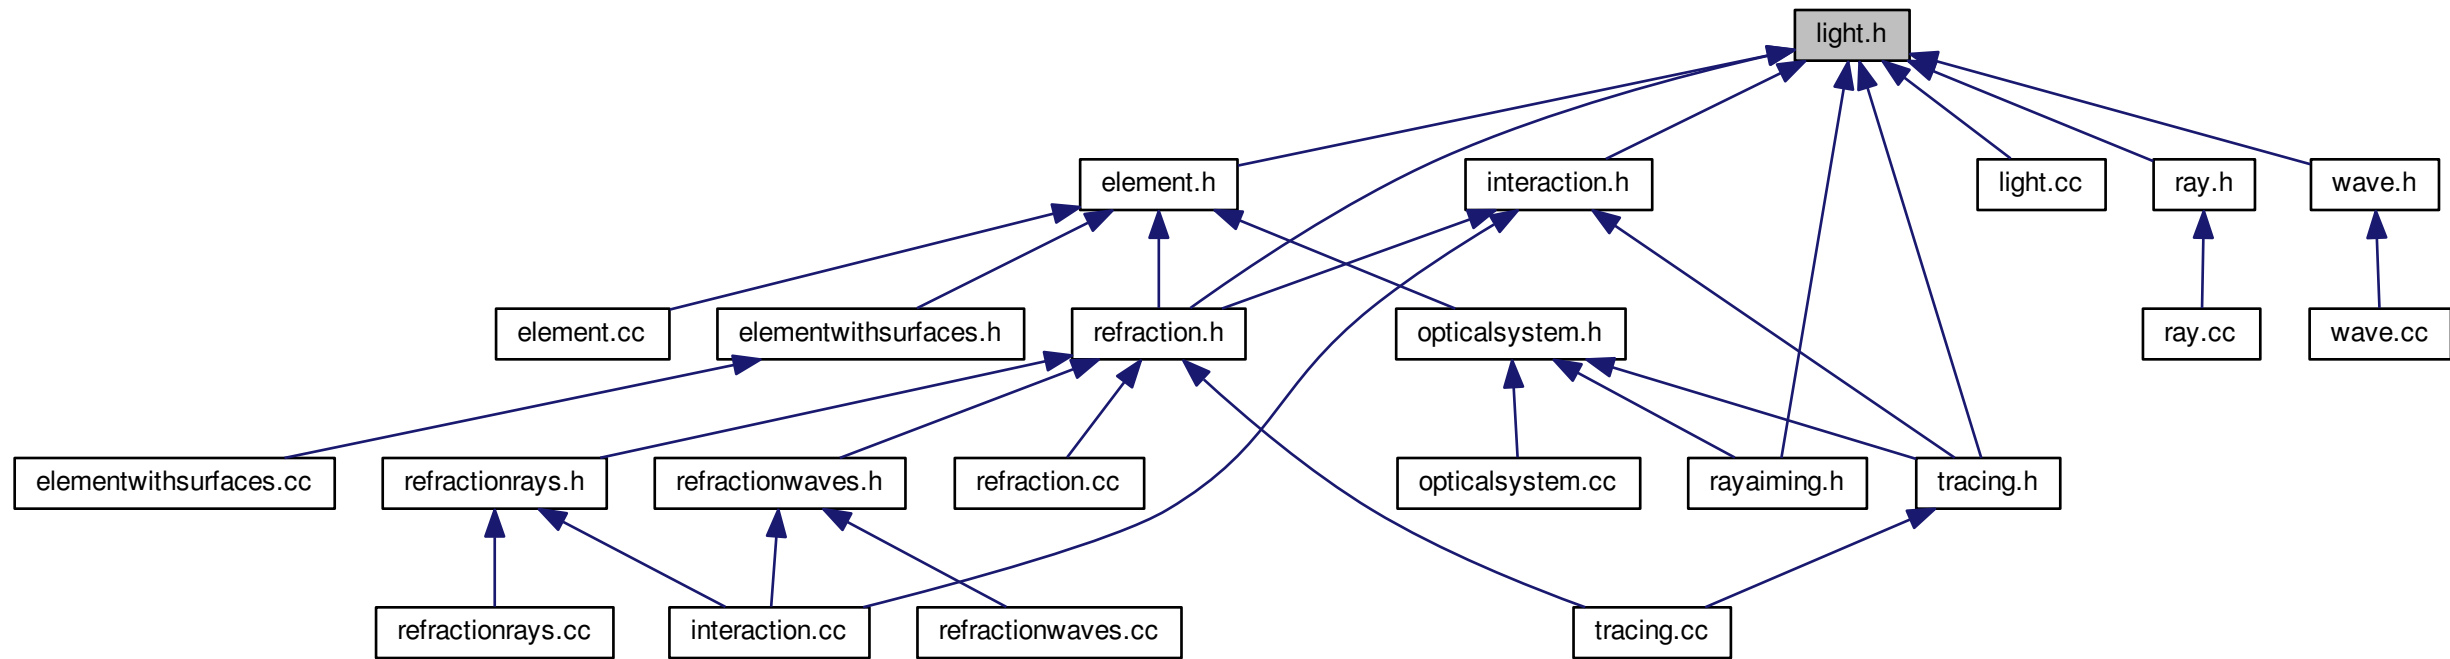 light.h
element.h
interaction.h
light.cc
ray.h
wave.h
element.cc
elementwithsurfaces.h
refraction.h
opticalsystem.h
ray.cc
wave.cc
elementwithsurfaces.cc
refractionrays.h
refractionwaves.h
refraction.cc
opticalsystem.cc
rayaiming.h
tracing.h
refractionrays.cc
interaction.cc
refractionwaves.cc
tracing.cc